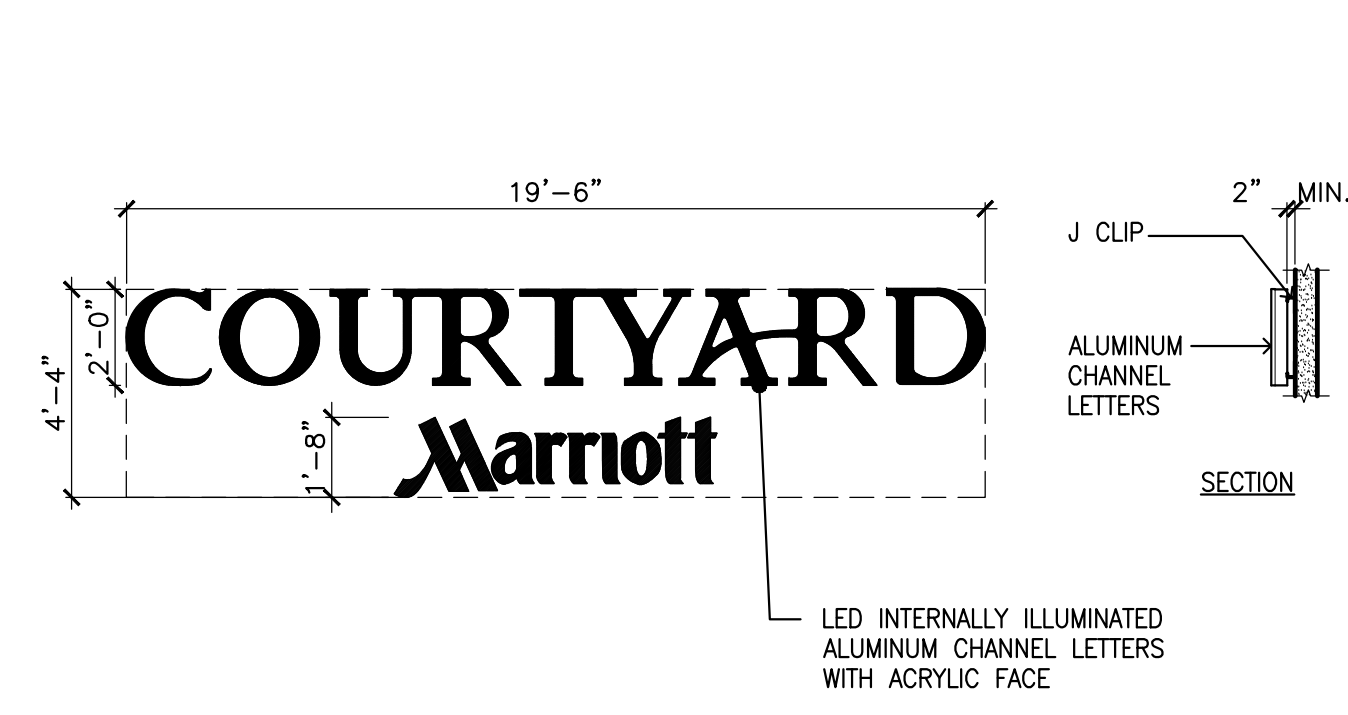 19'-6"
2" MIN.
J CLIP
2'-0"
4'-4"
COURTYARD
ALUMINUM
CHANNEL
LETTERS
1'-8"
Marriott
SECTION
LED INTERNALLY ILLUMINATED
ALUMINUM CHANNEL LETTERS
WITH ACRYLIC FACE